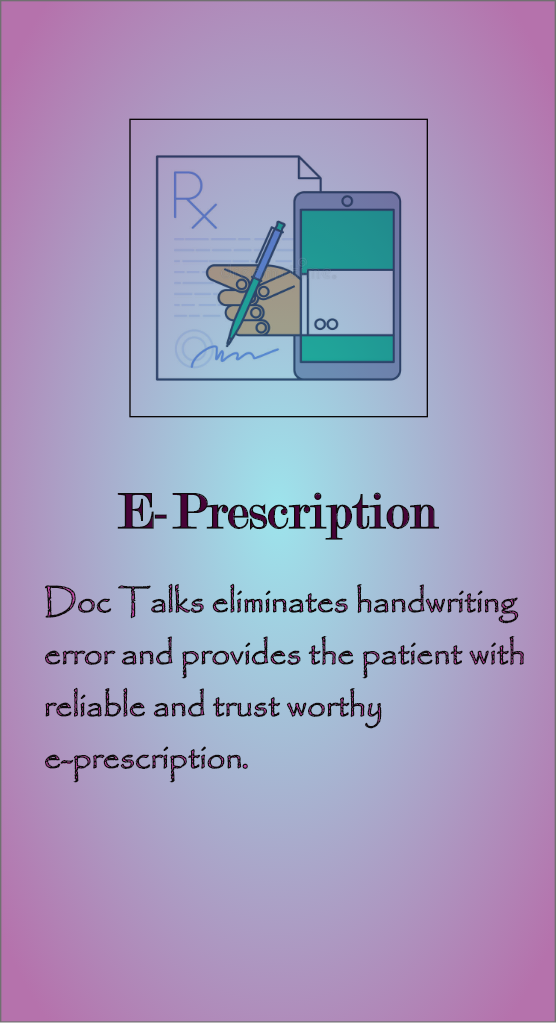 Rx
E- Prescription
Doc Talks eliminates handwriting
error and provides the patient with
reliable and trust worthy
e-prescription.